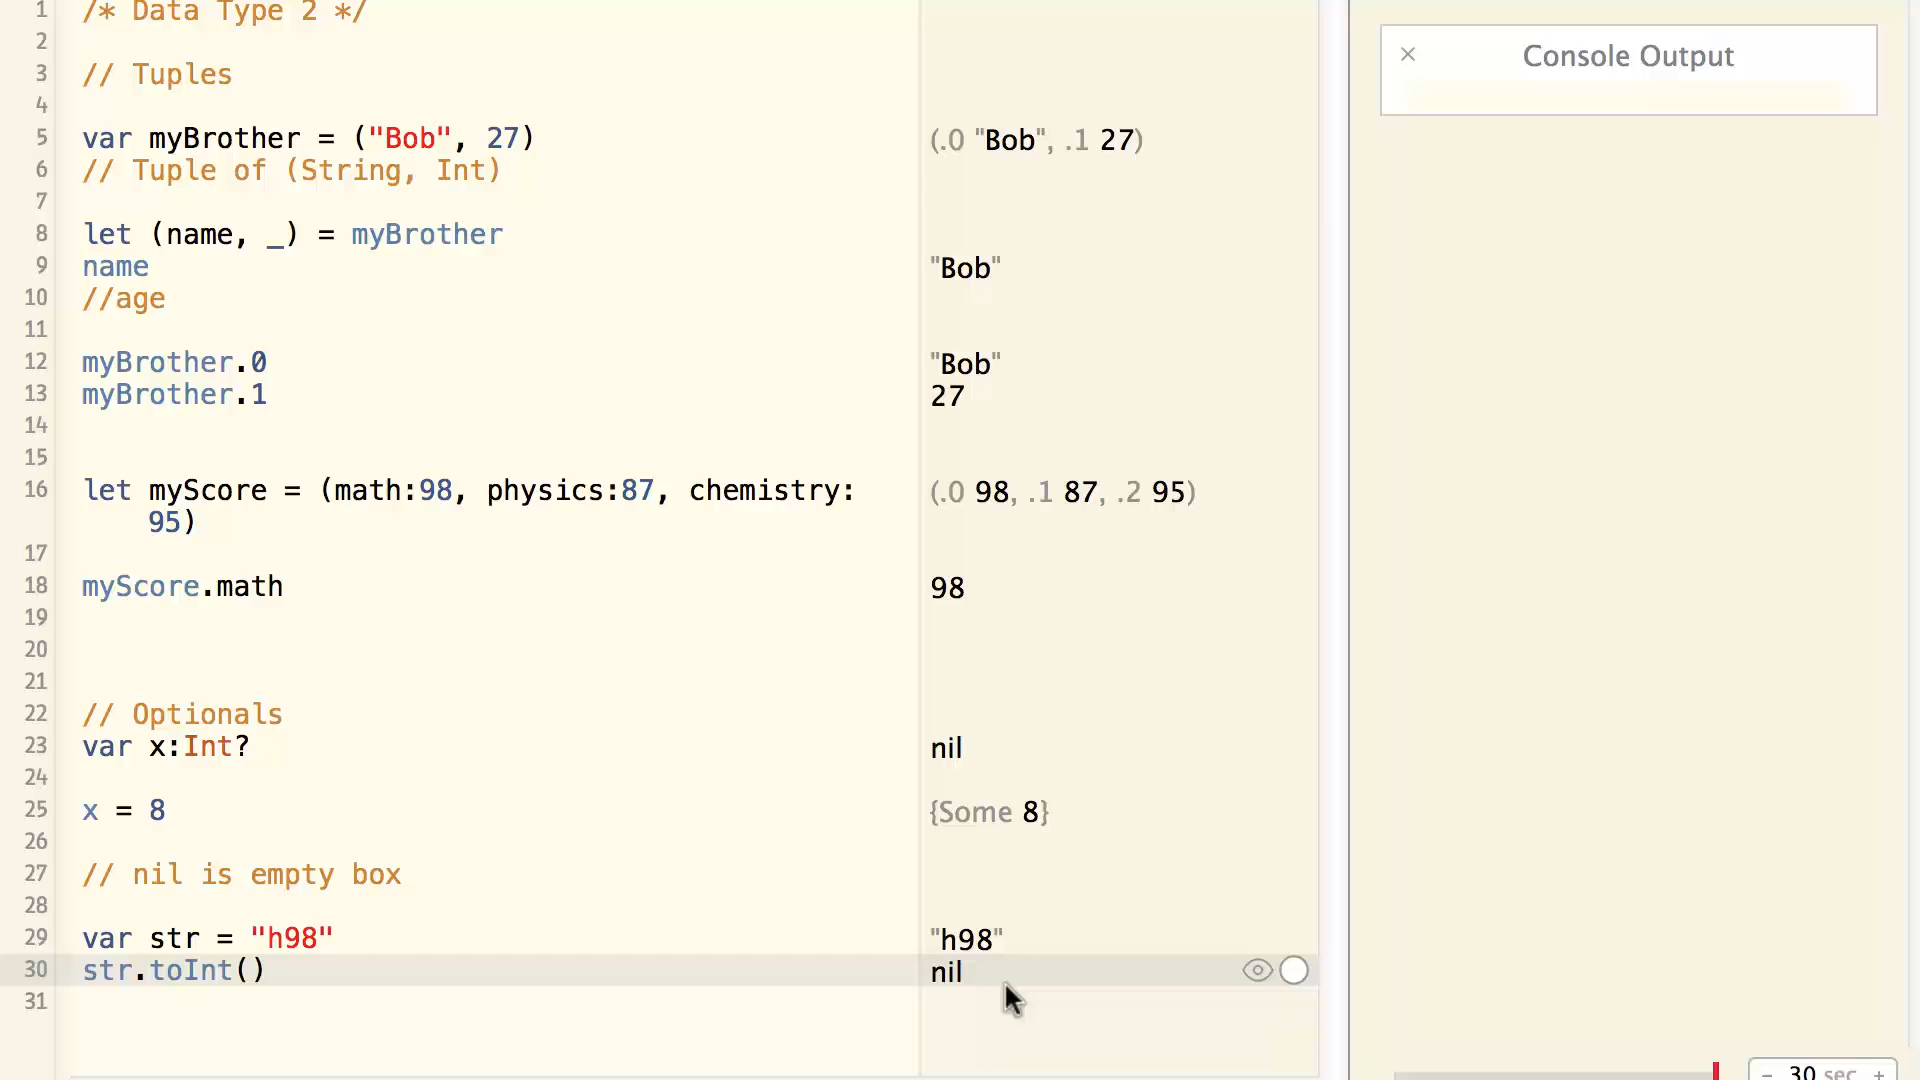 1 /* Data Type 2 */
2
3 // Tuples
4
5 var myBrother = ("Bob", 27) (.0 "Bob", .1 27)
6 // Tuple of (String, Int)
7
8 let (name, _) = myBrother
9 name "Bob"
10 //age
11
12 myBrother.0 "Bob"
13 myBrother.1 27
14
15
16 let myScore = (math:98, physics:87, chemistry: (.0 98, .1 87, .2 95)
95)
17
18 myScore.math 98
19
20
21
22 // Optionals
23 var x:Int? nil
24
25 x = 8 {Some 8}
26
27 // nil is empty box
28
29 var str = "h98" "h98"
30 str.toInt() nil
31
× Console Output
– 30 sec +